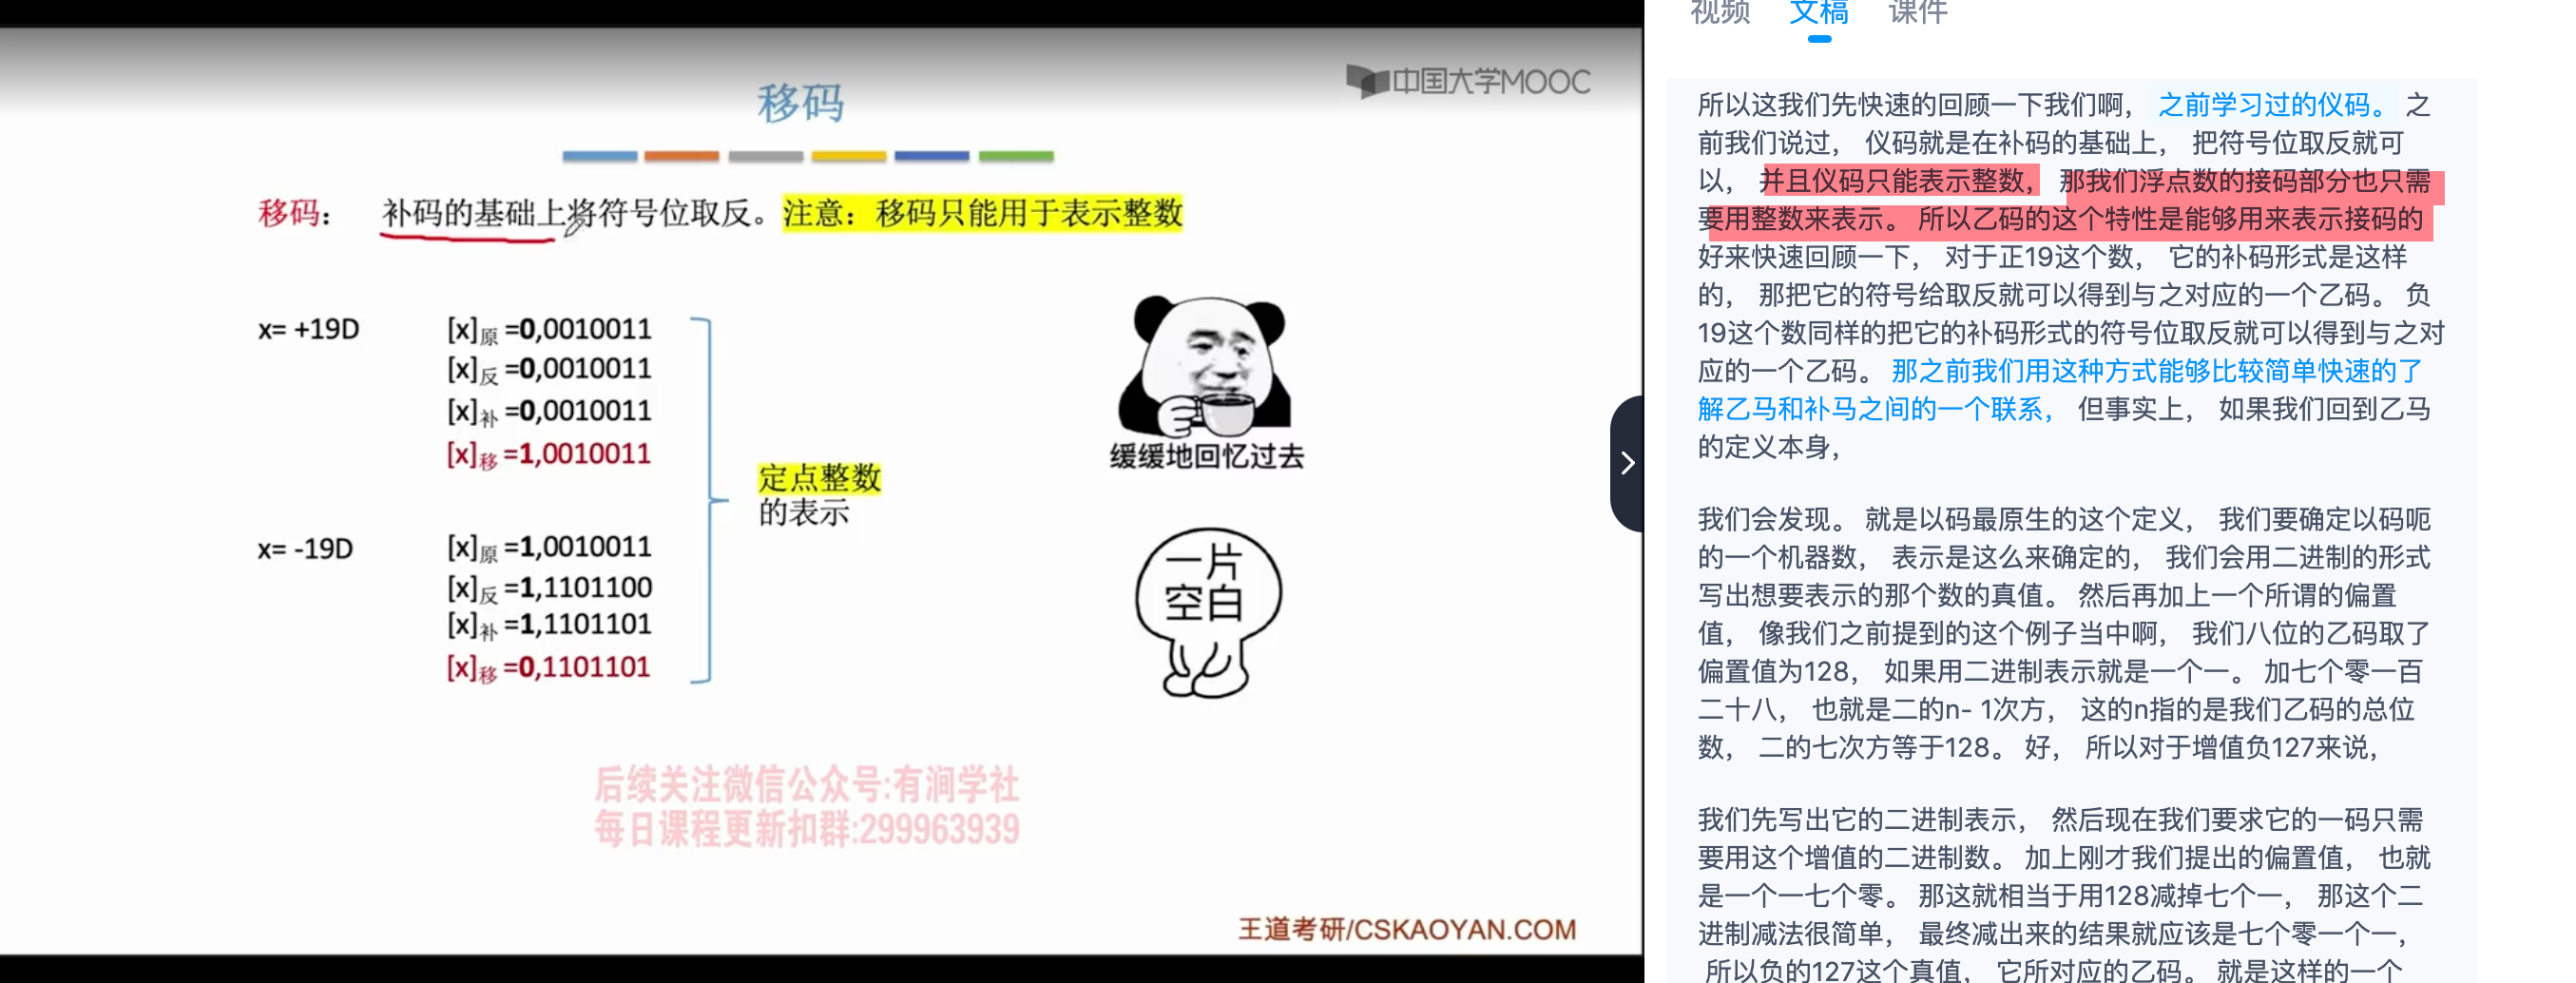 中国大学MOOC
移码
移码： 补码的基础上将符号位取反。注意：移码只能用于表示整数
x= +19D
[x]原 =0,0010011
[x]反 =0,0010011
[x]补 =0,0010011
[x]移 =1,0010011
定点整数
的表示
x= -19D
[x]原 =1,0010011
[x]反 =1,1101100
[x]补 =1,1101101
[x]移 =0,1101101
缓缓地回忆过去
一片
空白
后续关注微信公众号:有涧学社
每日课程更新扣群:299963939
王道考研/CSKAOYAN.COM
视频 文稿 课件
所以这我们先快速的回顾一下我们啊， 之前学习过的仪码。 之
前我们说过， 仪码就是在补码的基础上， 把符号位取反就可
以， 并且仪码只能表示整数， 那我们浮点数的接码部分也只需
要用整数来表示。 所以乙码的这个特性是能够用来表示接码的
好来快速回顾一下， 对于正19这个数， 它的补码形式是这样
的， 那把它的符号给取反就可以得到与之对应的一个乙码。 负
19这个数同样的把它的补码形式的符号位取反就可以得到与之对
应的一个乙码。 那之前我们用这种方式能够比较简单快速的了
解乙马和补马之间的一个联系， 但事实上， 如果我们回到乙马
的定义本身，
我们会发现。 就是以码最原生的这个定义， 我们要确定以码呃
的一个机器数， 表示是这么来确定的， 我们会用二进制的形式
写出想要表示的那个数的真值。 然后再加上一个所谓的偏置
值， 像我们之前提到的这个例子当中啊， 我们八位的乙码取了
偏置值为128， 如果用二进制表示就是一个一。 加七个零一百
二十八， 也就是二的n- 1次方， 这的n指的是我们乙码的总位
数， 二的七次方等于128。 好， 所以对于增值负127来说，
我们先写出它的二进制表示， 然后现在我们要求它的一码只需
要用这个增值的二进制数。 加上刚才我们提出的偏置值， 也就
是一个一七个零。 那这就相当于用128减掉七个一， 那这个二
进制减法很简单， 最终减出来的结果就应该是七个零一个一，
所以负的127这个真值， 它所对应的乙码。 就是这样的一个